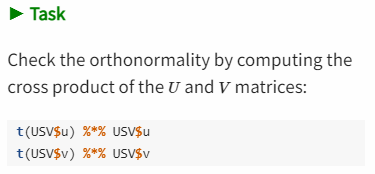 ► Task
Check the orthonormality by computing the
cross product of the U and V matrices:
t(USV$u) %*% USV$u
t(USV$v) %*% USV$v